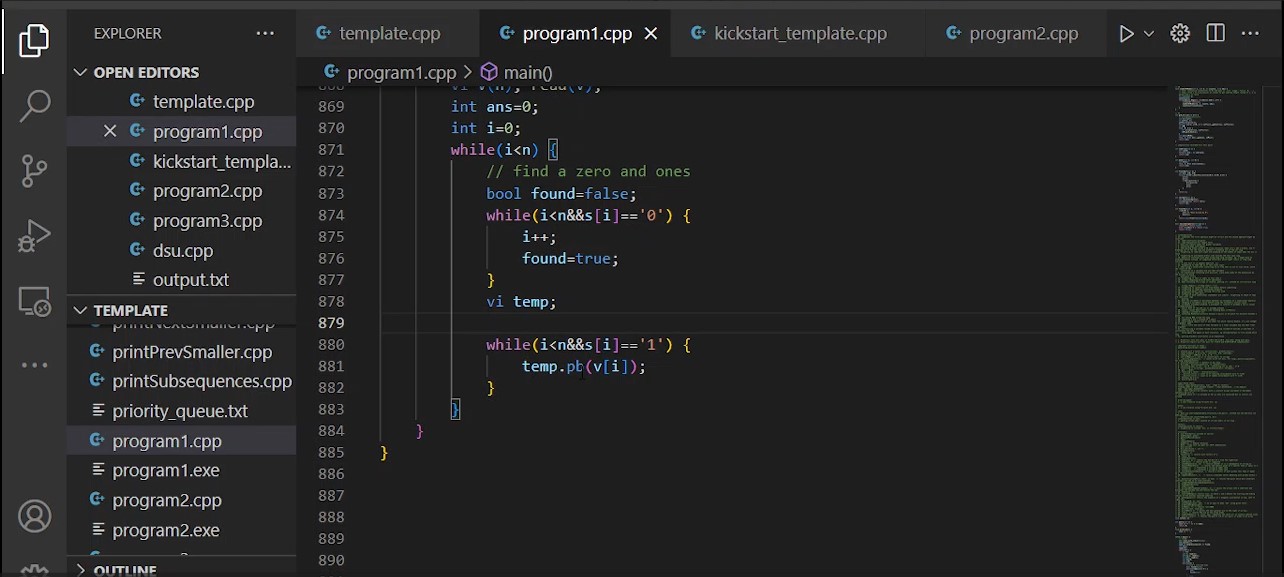 EXPLORER
OPEN EDITORS
template.cpp
program1.cpp
kickstart_templa...
program2.cpp
program3.cpp
dsu.cpp
output.txt
TEMPLATE
printNextSmaller.cpp
printPrevSmaller.cpp
printSubsequences.cpp
priority_queue.txt
program1.cpp
program1.exe
program2.cpp
program2.exe
OUTLINE
template.cpp program1.cpp kickstart_template.cpp program2.cpp
program1.cpp > main()
868 vi v(n); read(v);
869 int ans=0;
870 int i=0;
871 while(i<n) {
872 // find a zero and ones
873 bool found=false;
874 while(i<n&&s[i]=='0') {
875 i++;
876 found=true;
877 }
878 vi temp;
879
880 while(i<n&&s[i]=='1') {
881 temp.pb(v[i]);
882 }
883 }
884 }
885 }
886
887
888
889
890